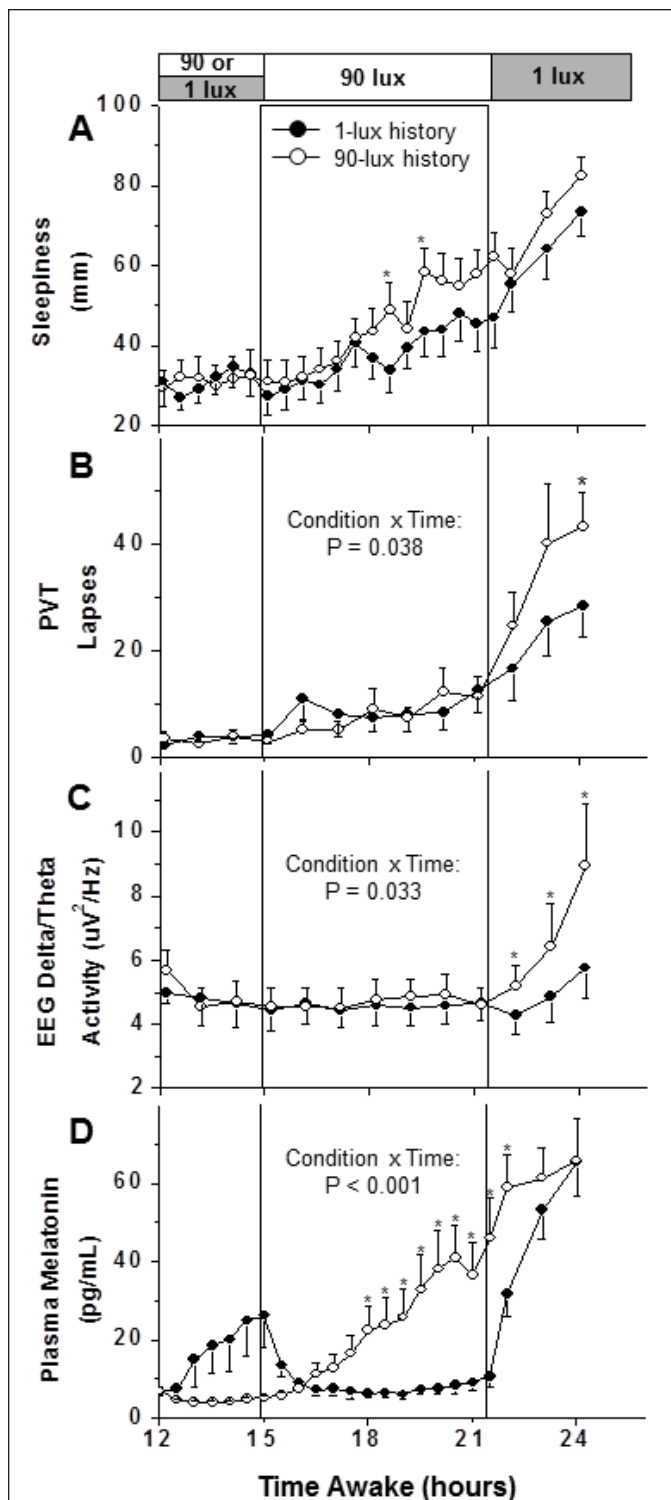 90 or
1 lux
90 lux
1 lux
A
100
80
60
40
20
Sleepiness
(mm)
1-lux history
90-lux history
*
*
B
40
20
0
PVT
Lapses
Condition x Time:
P = 0.038
*
C
10
8
6
4
2
EEG Delta/Theta
Activity (uV²/Hz)
Condition x Time:
P = 0.033
*
*
*
D
60
40
20
0
Plasma Melatonin
(pg/mL)
Condition x Time:
P < 0.001
*
*
*
*
*
*
*
*
*
12
15
18
21
24
Time Awake (hours)